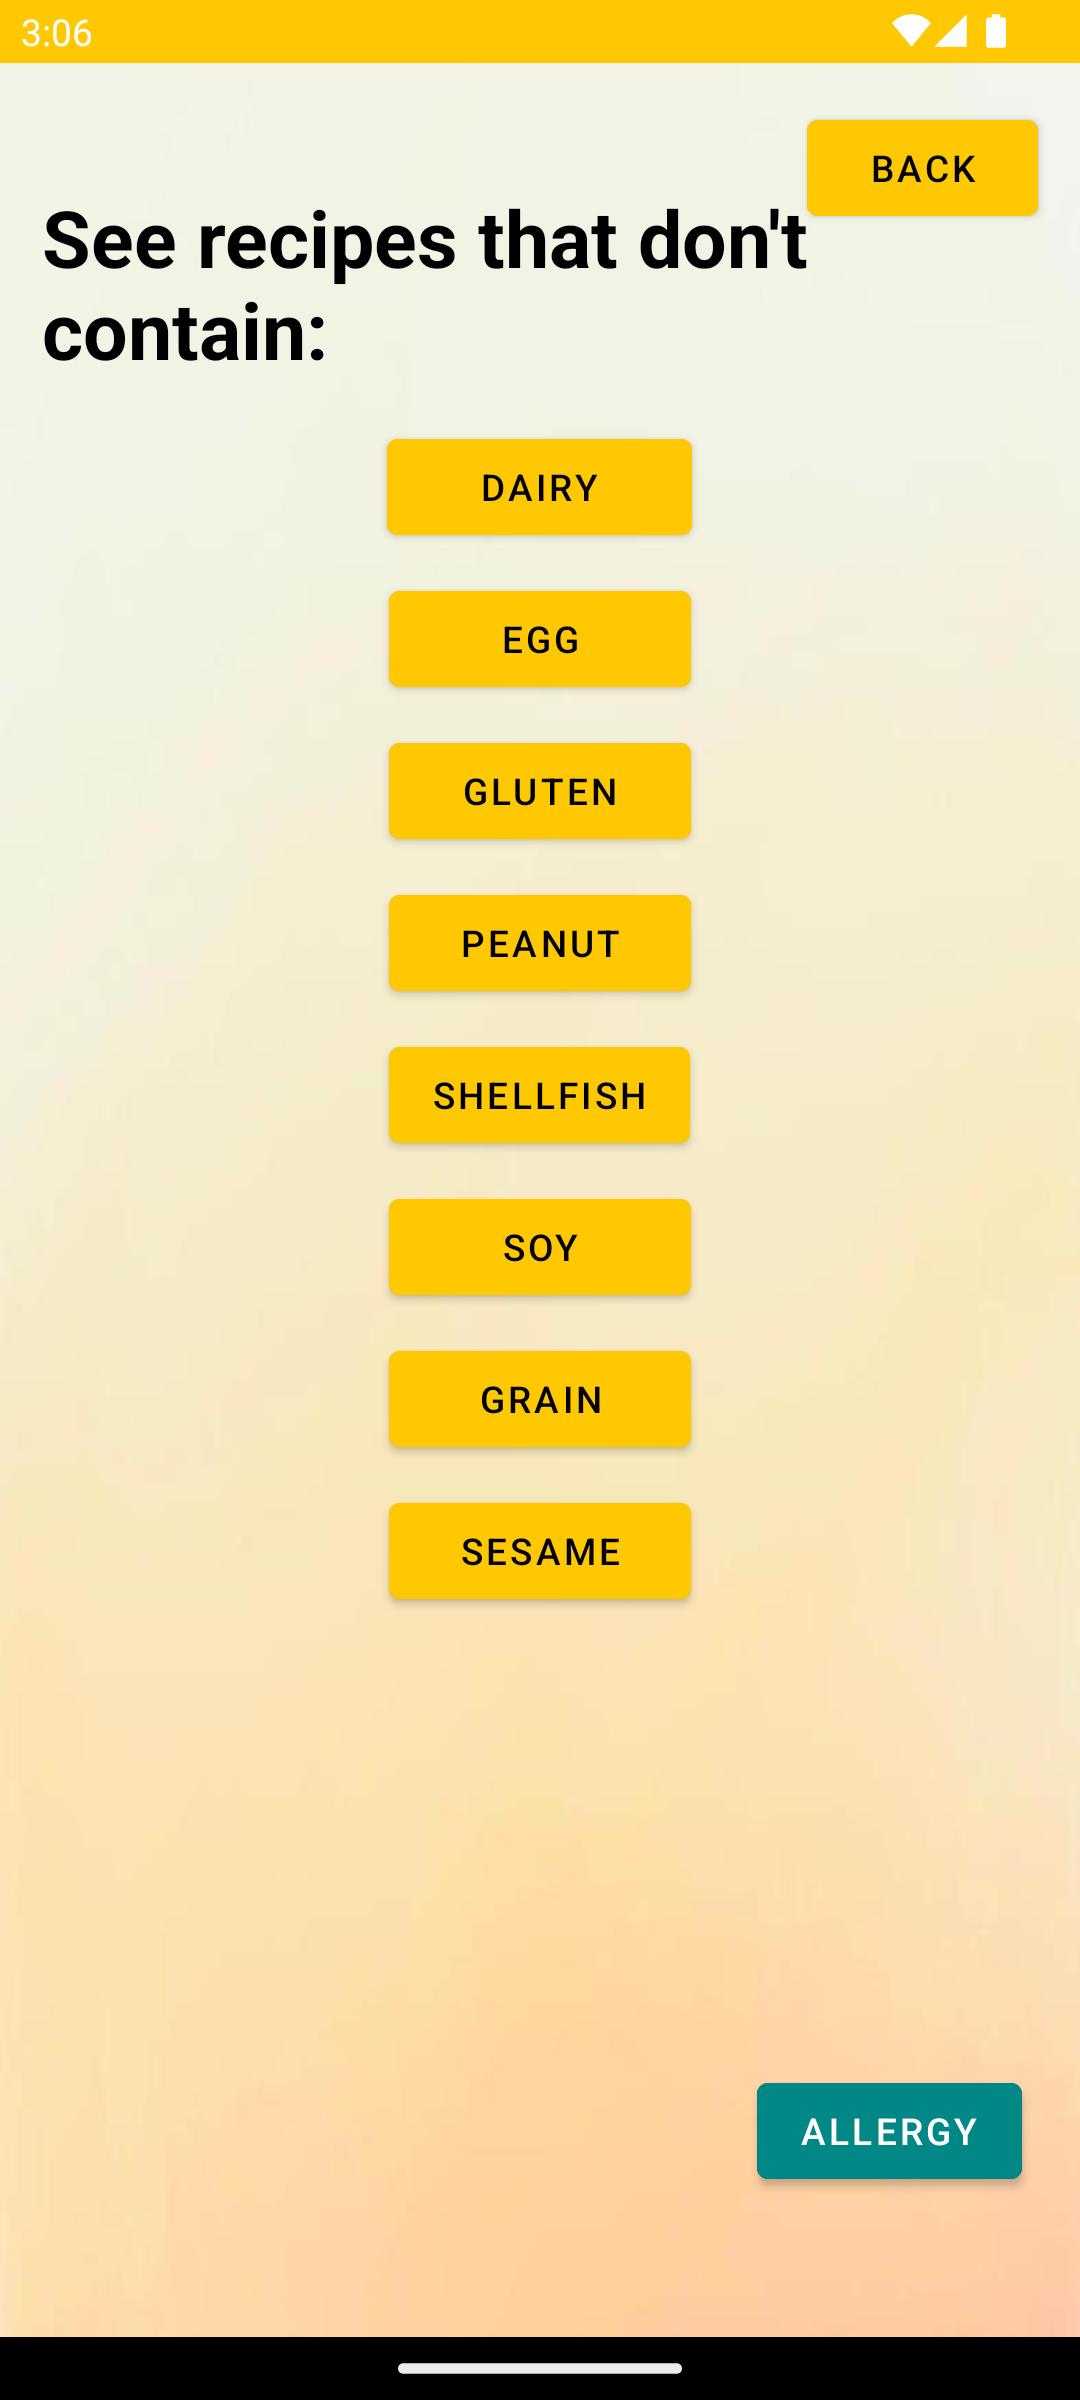 3:06
BACK
See recipes that don't
contain:
DAIRY
EGG
GLUTEN
PEANUT
SHELLFISH
SOY
GRAIN
SESAME
ALLERGY